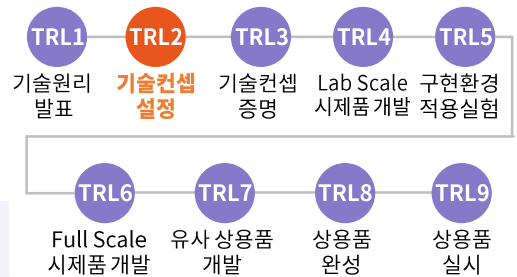 TRL1 TRL2 TRL3 TRL4 TRL5
기술원리 기술컨셉 기술컨셉 Lab Scale 구현환경
발표 설정 증명 시제품 개발 적용실험
TRL6 TRL7 TRL8 TRL9
Full Scale 유사 상용품 상용품 상용품
시제품 개발 개발 완성 실시